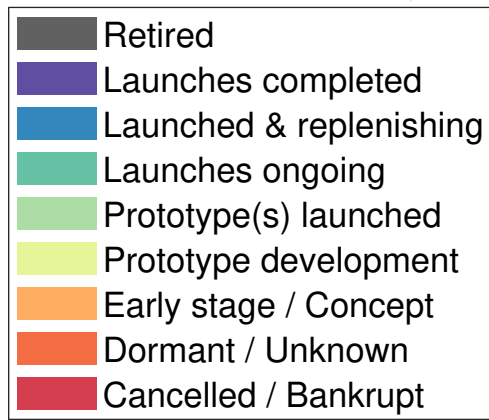 Retired
Launches completed
Launched & replenishing
Launches ongoing
Prototype(s) launched
Prototype development
Early stage / Concept
Dormant / Unknown
Cancelled / Bankrupt